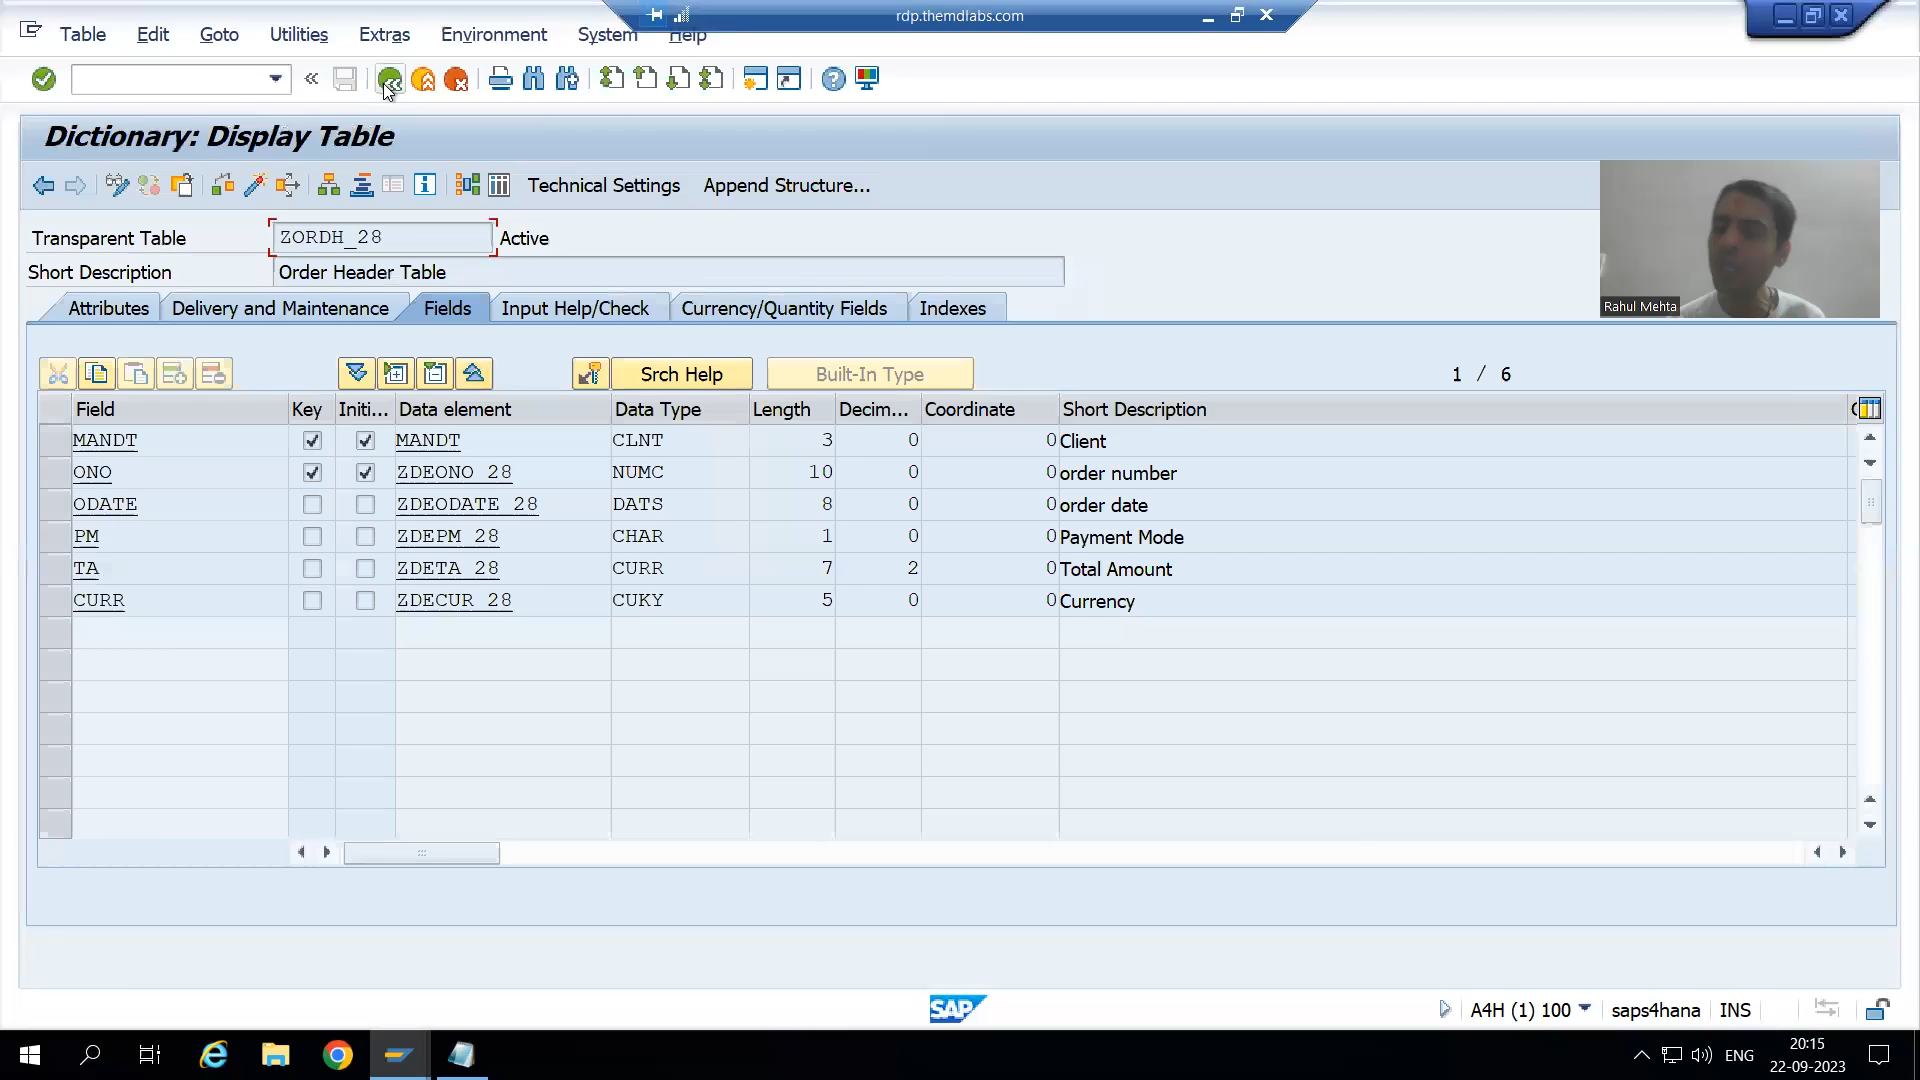 rdp.themdlabs.com
Table Edit Goto Utilities Extras Environment System Help
Dictionary: Display Table
Technical Settings Append Structure...
Transparent Table ZORDH_28 Active
Short Description Order Header Table
Rahul Mehta
Attributes Delivery and Maintenance Fields Input Help/Check Currency/Quantity Fields Indexes
Srch Help Built-In Type 1 / 6
Field Key Initi... Data element Data Type Length Decim... Coordinate Short Description
MANDT MANDT CLNT 3 0 0 Client
ONO ZDEONO_28 NUMC 10 0 0 order number
ODATE ZDEODATE_28 DATS 8 0 0 order date
PM ZDEPM_28 CHAR 1 0 0 Payment Mode
TA ZDETA_28 CURR 7 2 0 Total Amount
CURR ZDECUR_28 CUKY 5 0 0 Currency
SAP
A4H (1) 100 saps4hana INS
ENG 20:15
22-09-2023